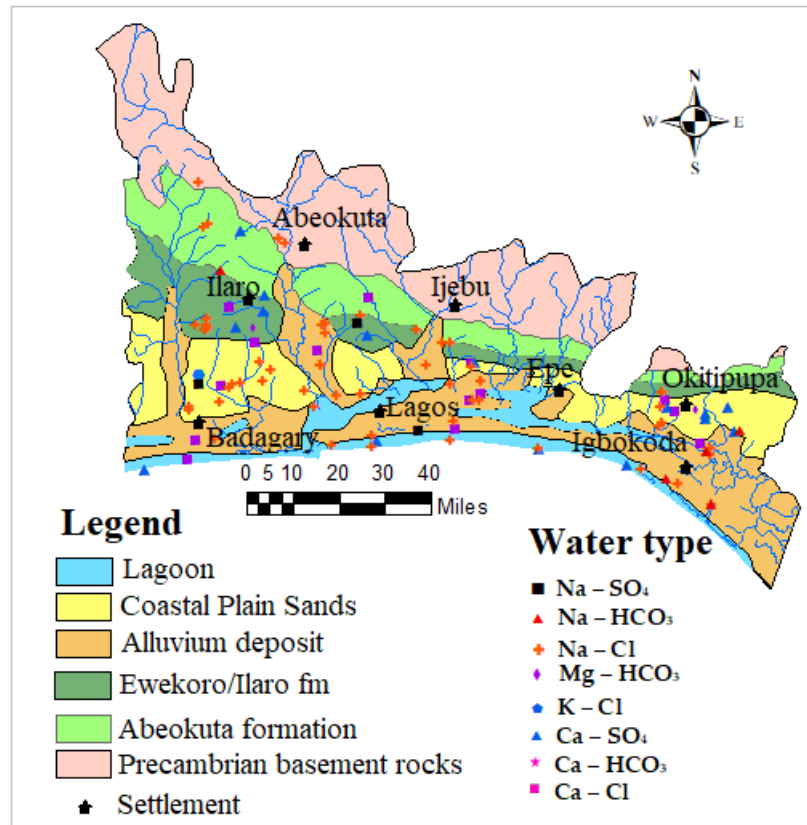 N
W E
S
Abeokuta
Ilaro
Ijebu
Epe
Okitipupa
Lagos
Badagary
Igbokoda
0 5 10 20 30 40
Miles
Legend
Lagoon
Coastal Plain Sands
Alluvium deposit
Ewekoro/Ilaro fm
Abeokuta formation
Precambrian basement rocks
Settlement
Water type
Na – SO₄
Na – HCO₃
Na – Cl
Mg – HCO₃
K – Cl
Ca – SO₄
Ca – HCO₃
Ca – Cl